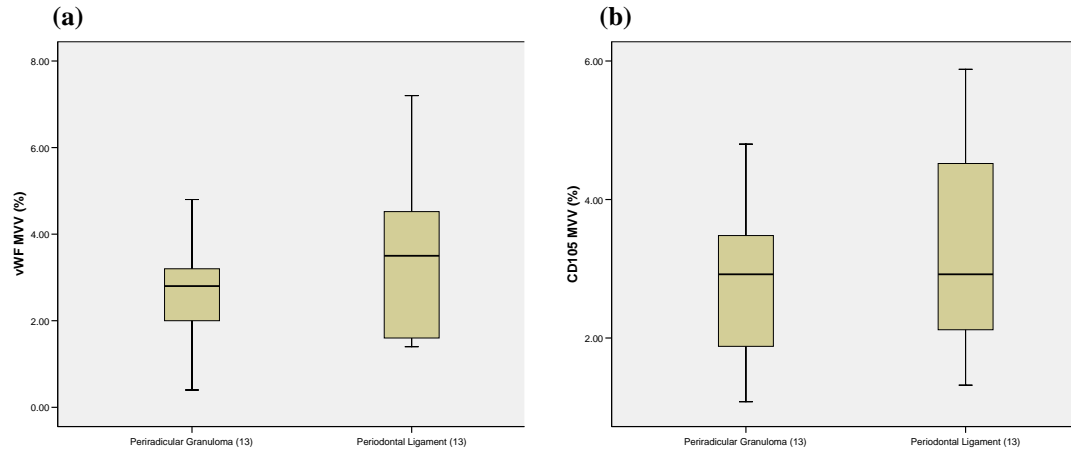 (a)
8.00
6.00
4.00
2.00
0.00
vWF MVV (%)
Periradicular Granuloma (13)
Periodontal Ligament (13)
(b)
6.00
4.00
2.00
CD105 MVV (%)
Periradicular Granuloma (13)
Periodontal Ligament (13)